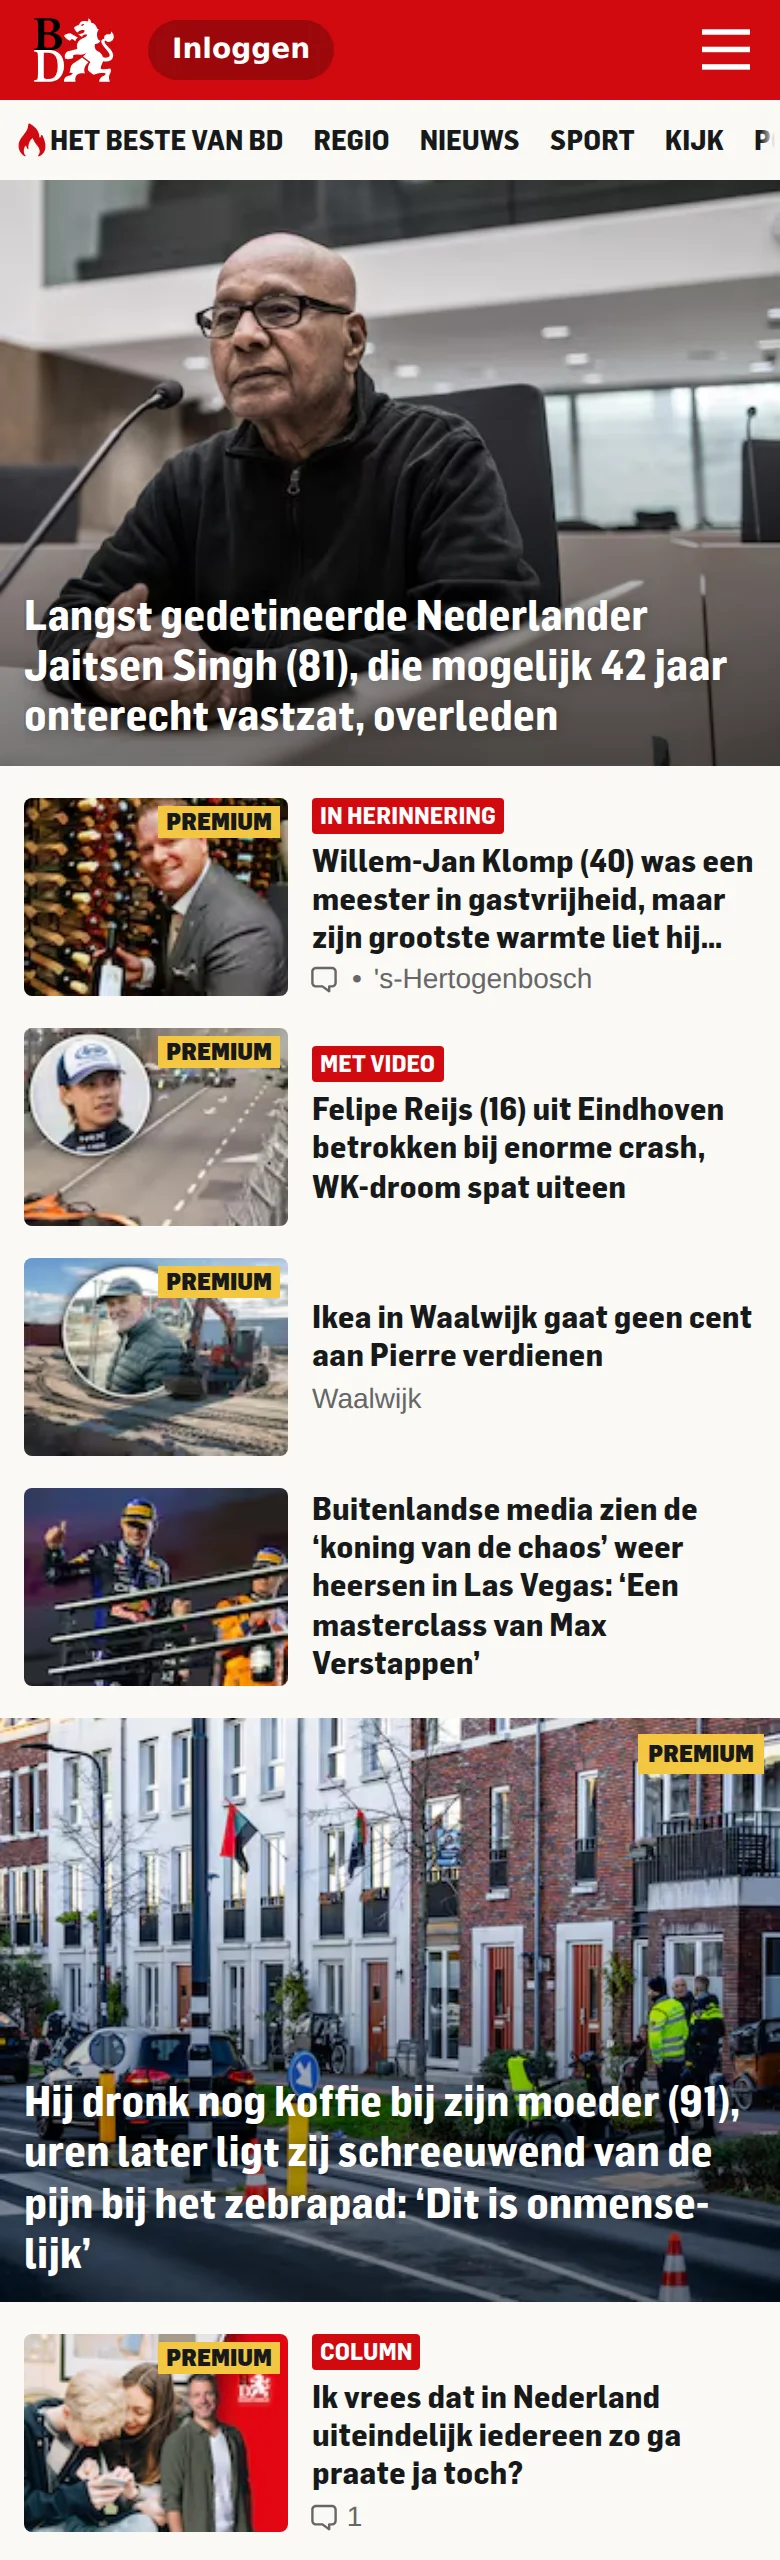 B
D
Inloggen
HET BESTE VAN BD REGIO NIEUWS SPORT KIJK
Langst gedetineerde Nederlander
Jaitsen Singh (81), die mogelijk 42 jaar
onterecht vastzat, overleden
PREMIUM
IN HERINNERING
Willem-Jan Klomp (40) was een
meester in gastvrijheid, maar
zijn grootste warmte liet hij...
• 's-Hertogenbosch
PREMIUM
MET VIDEO
Felipe Reijs (16) uit Eindhoven
betrokken bij enorme crash,
WK-droom spat uiteen
PREMIUM
Ikea in Waalwijk gaat geen cent
aan Pierre verdienen
Waalwijk
Buitenlandse media zien de
‘koning van de chaos’ weer
heersen in Las Vegas: ‘Een
masterclass van Max
Verstappen’
PREMIUM
Hij dronk nog koffie bij zijn moeder (91),
uren later ligt zij schreeuwend van de
pijn bij het zebrapad: ‘Dit is onmense-
lijk’
PREMIUM
COLUMN
Ik vrees dat in Nederland
uiteindelijk iedereen zo ga
praate ja toch?
1